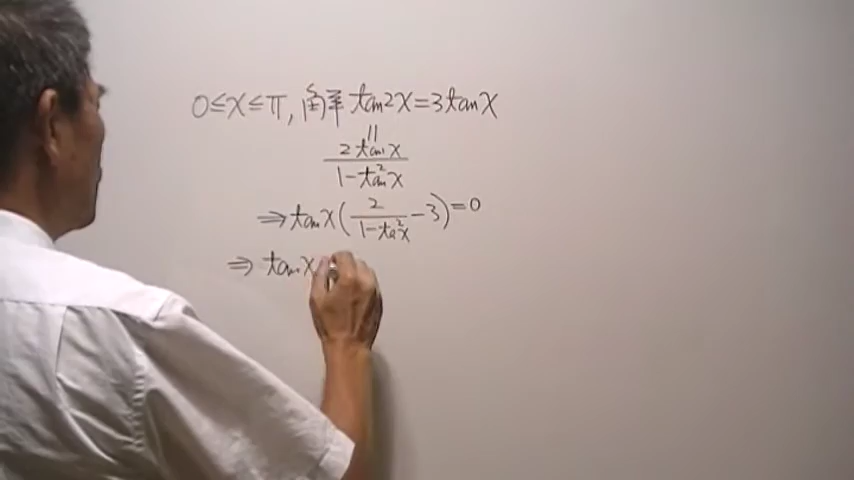 0≤x≤π, 解 tan2x=3tanx
||
2tanx
1-tan²x
⇒tanx(2/(1-tan²x)-3)=0
⇒ tanx